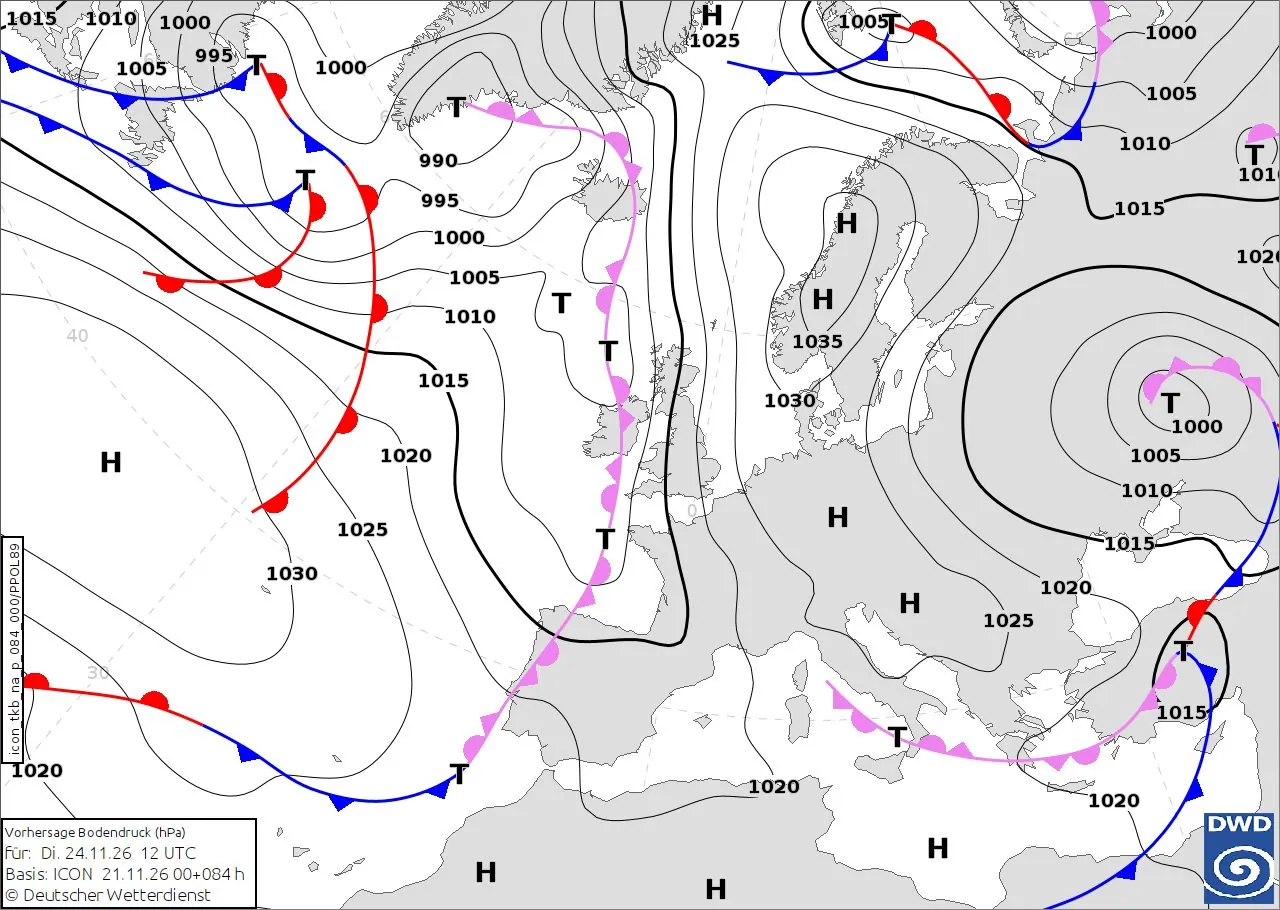 1015
1010
1000
995
1005
1000
H
1025
1005
T
1000
T
1005
T
990
1010
T
1010
T
995
1015
1000
H
1020
1005
T
H
1010
1035
40
T
1015
1030
T
1000
1005
1020
H
1010
1025
0
H
T
1015
1030
1020
H
1025
T
30
1015
T
1020
T
1020
1020
H
H
H
icon_tkb_na_p_084_000/PPOL89
Vorhersage Bodendruck (hPa)
für: Di. 24.11.26 12 UTC
Basis: ICON 21.11.26 00+084 h
© Deutscher Wetterdienst
DWD